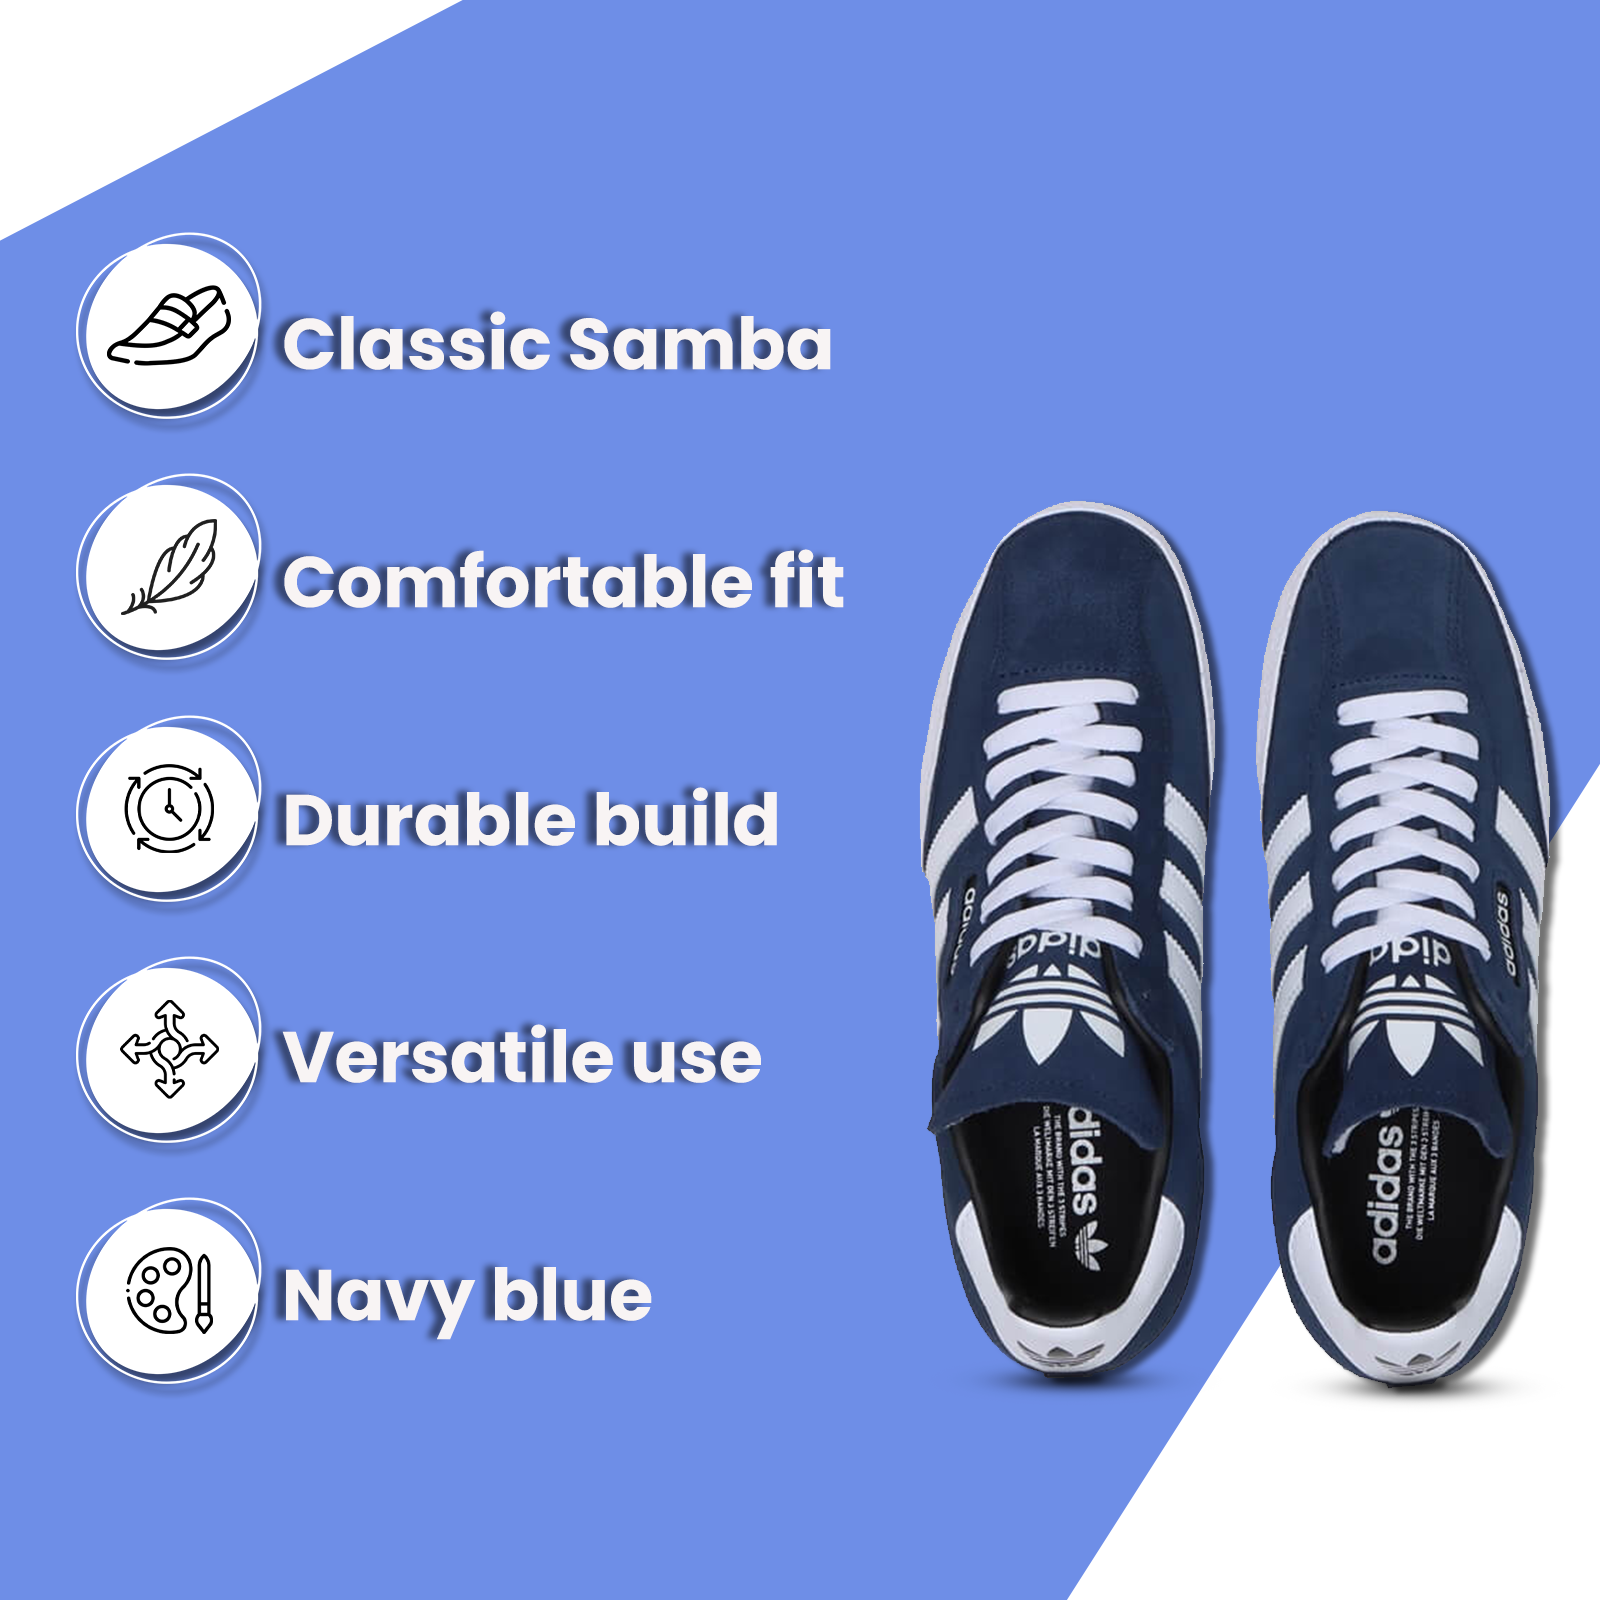 Classic Samba
Comfortable fit
Durable build
Versatile use
Navy blue
adidas
adidas
THE BRAND WITH THE 3 STRIPES
DIE WELTMARKE MIT DEN 3 STREIFEN
LA MARQUE AUX 3 BANDES
adidas
adidas
THE BRAND WITH THE 3 STRIPES
DIE WELTMARKE MIT DEN 3 STREIFEN
LA MARQUE AUX 3 BANDES